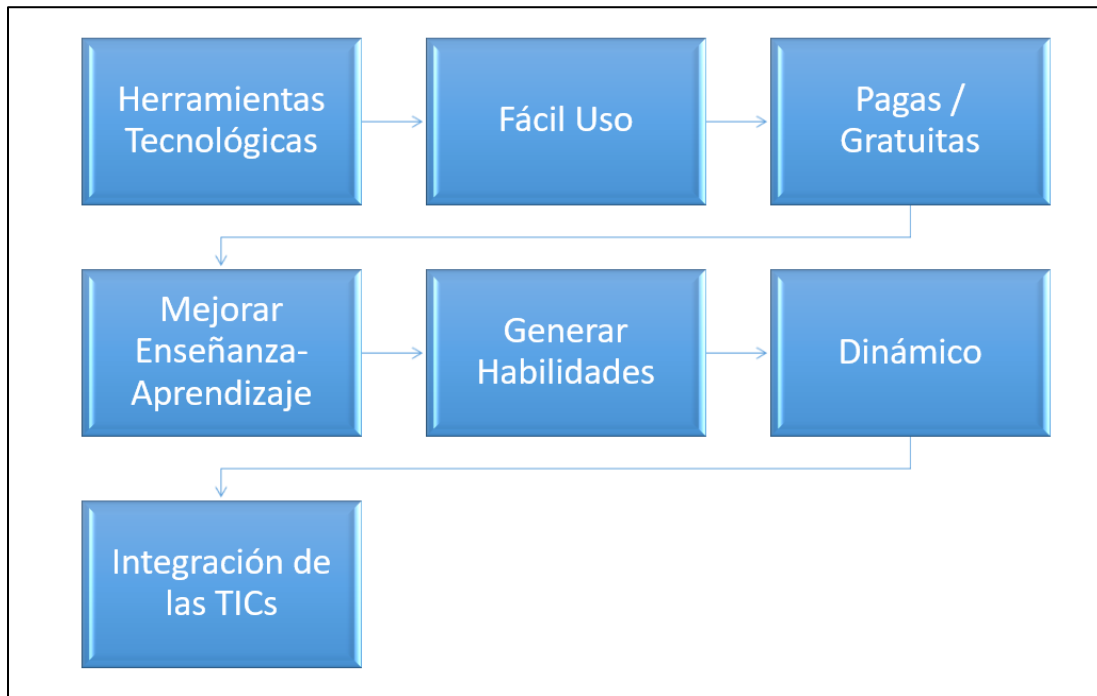 Herramientas
Tecnológicas
Fácil Uso
Pagas /
Gratuitas
Mejorar
Enseñanza-
Aprendizaje
Generar
Habilidades
Dinámico
Integración de
las TICs